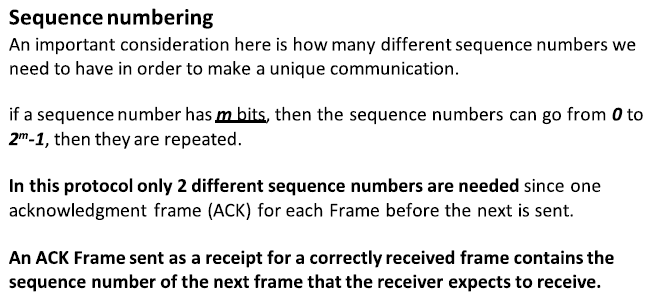 Sequence numbering
An important consideration here is how many different sequence numbers we
need to have in order to make a unique communication.
if a sequence number has m bits, then the sequence numbers can go from 0 to
2ᵐ-1, then they are repeated.
In this protocol only 2 different sequence numbers are needed since one
acknowledgment frame (ACK) for each Frame before the next is sent.
An ACK Frame sent as a receipt for a correctly received frame contains the
sequence number of the next frame that the receiver expects to receive.